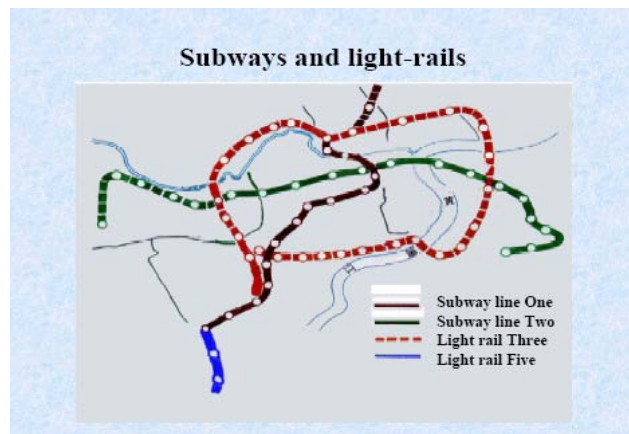 Subways and light-rails
Subway line One
Subway line Two
Light rail Three
Light rail Five